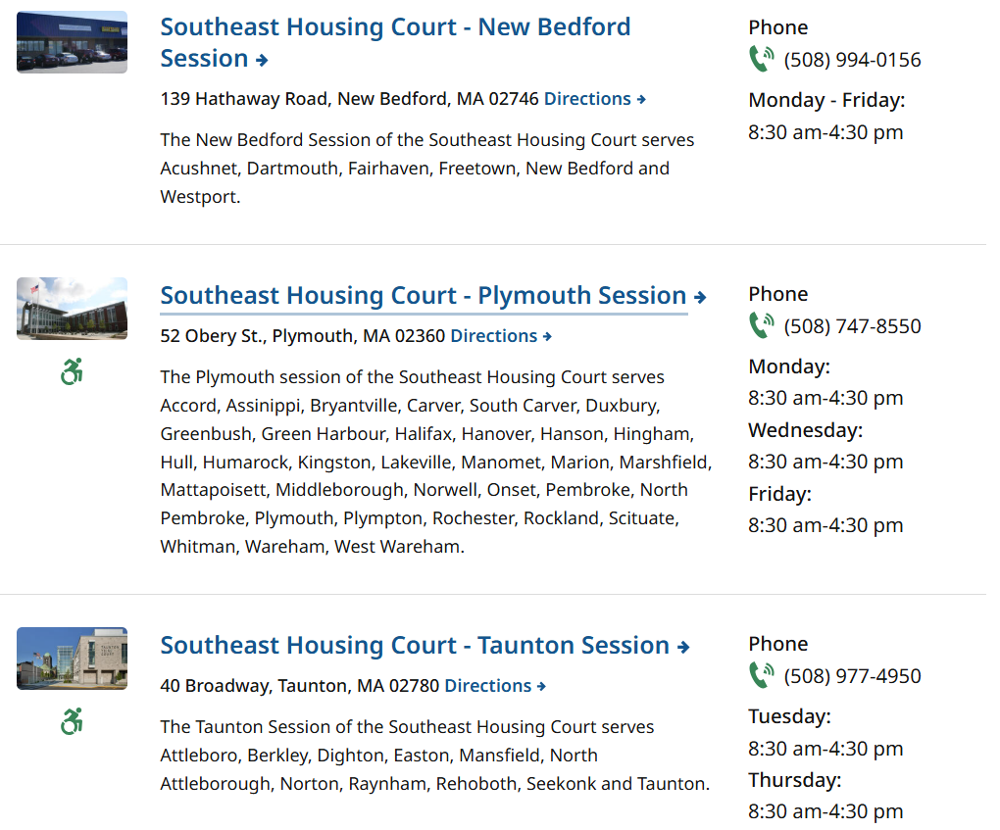 Southeast Housing Court - New Bedford
Session
139 Hathaway Road, New Bedford, MA 02746 Directions
The New Bedford Session of the Southeast Housing Court serves
Acushnet, Dartmouth, Fairhaven, Freetown, New Bedford and
Westport.
Phone
(508) 994-0156
Monday - Friday:
8:30 am-4:30 pm
Southeast Housing Court - Plymouth Session
52 Obery St., Plymouth, MA 02360 Directions
The Plymouth session of the Southeast Housing Court serves
Accord, Assinippi, Bryantville, Carver, South Carver, Duxbury,
Greenbush, Green Harbour, Halifax, Hanover, Hanson, Hingham,
Hull, Humarock, Kingston, Lakeville, Manomet, Marion, Marshfield,
Mattapoisett, Middleborough, Norwell, Onset, Pembroke, North
Pembroke, Plymouth, Plympton, Rochester, Rockland, Scituate,
Whitman, Wareham, West Wareham.
Phone
(508) 747-8550
Monday:
8:30 am-4:30 pm
Wednesday:
8:30 am-4:30 pm
Friday:
8:30 am-4:30 pm
Southeast Housing Court - Taunton Session
40 Broadway, Taunton, MA 02780 Directions
The Taunton Session of the Southeast Housing Court serves
Attleboro, Berkley, Dighton, Easton, Mansfield, North
Attleborough, Norton, Raynham, Rehoboth, Seekonk and Taunton.
Phone
(508) 977-4950
Tuesday:
8:30 am-4:30 pm
Thursday:
8:30 am-4:30 pm